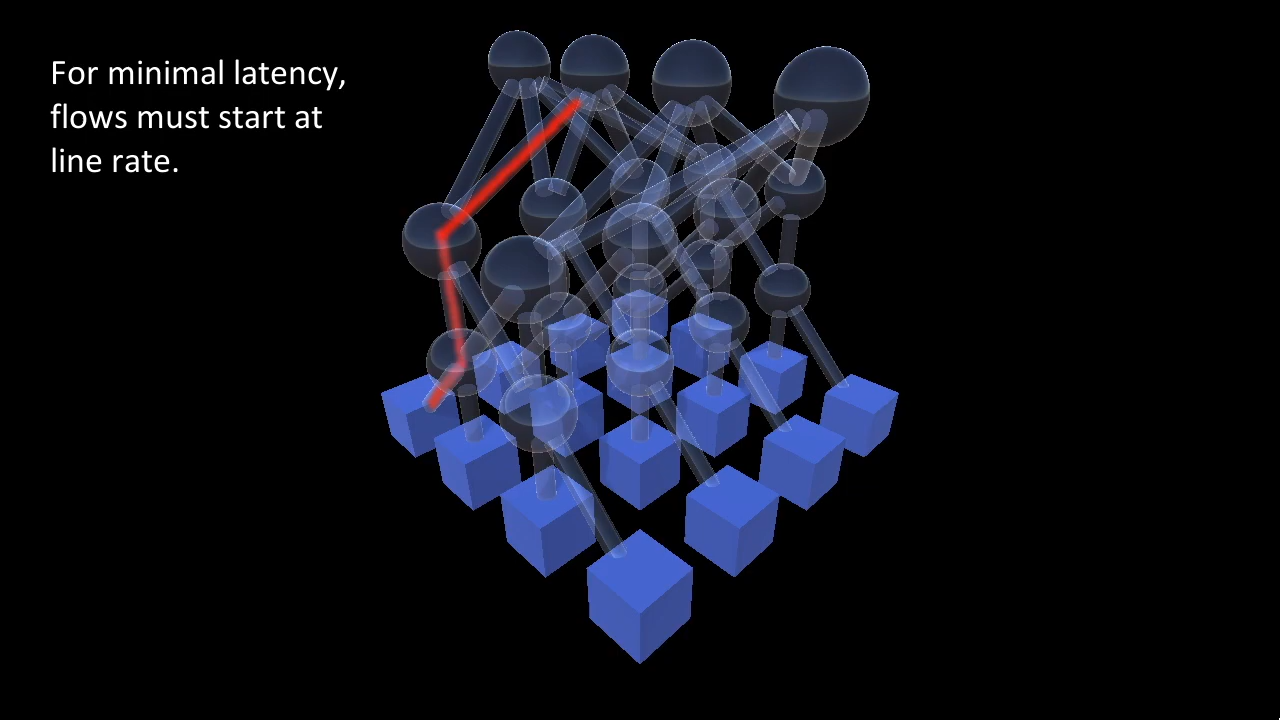 For minimal latency,
flows must start at
line rate.